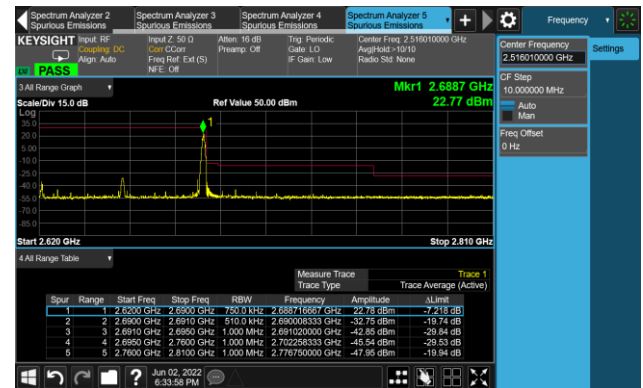 Spectrum Analyzer 2
Spurious Emissions
Spectrum Analyzer 3
Spurious Emissions
Spectrum Analyzer 4
Spurious Emissions
Spectrum Analyzer 5
Spurious Emissions
Frequency
KEYSIGHT
Input: RF
Coupling: DC
Align: Auto
Input Z: 50 Ω
Corr CCorr
Freq Ref: Ext (S)
NFE: Off
Atten: 16 dB
Preamp: Off
Trig: Periodic
Gate: LO
IF Gain: Low
Center Freq: 2.516010000 GHz
Avg|Hold:>10/10
Radio Std: None
PASS
Center Frequency
2.516010000 GHz
Settings
CF Step
10.000000 MHz
Auto
Man
Freq Offset
0 Hz
3 All Range Graph
Mkr1 2.6887 GHz
Scale/Div 15.0 dB
Ref Value 50.00 dBm
22.77 dBm
Log
35.0
20.0
5.00
-10.0
-25.0
-40.0
-55.0
-70.0
-85.0
1
Start 2.620 GHz
Stop 2.810 GHz
4 All Range Table
Measure Trace
Trace 1
Trace Type
Trace Average (Active)
Spur Range Start Freq Stop Freq RBW Frequency Amplitude ΔLimit
1 1 2.6200 GHz 2.6900 GHz 750.0 kHz 2.688716667 GHz 22.78 dBm -7.218 dB
2 2 2.6900 GHz 2.6910 GHz 510.0 kHz 2.690008333 GHz -32.75 dBm -19.74 dB
3 3 2.6910 GHz 2.6950 GHz 1.000 MHz 2.691020000 GHz -42.85 dBm -29.84 dB
4 4 2.6950 GHz 2.7600 GHz 1.000 MHz 2.702258333 GHz -45.54 dBm -29.53 dB
5 5 2.7600 GHz 2.8100 GHz 1.000 MHz 2.776750000 GHz -47.95 dBm -19.94 dB
Jun 02, 2022
6:33:58 PM